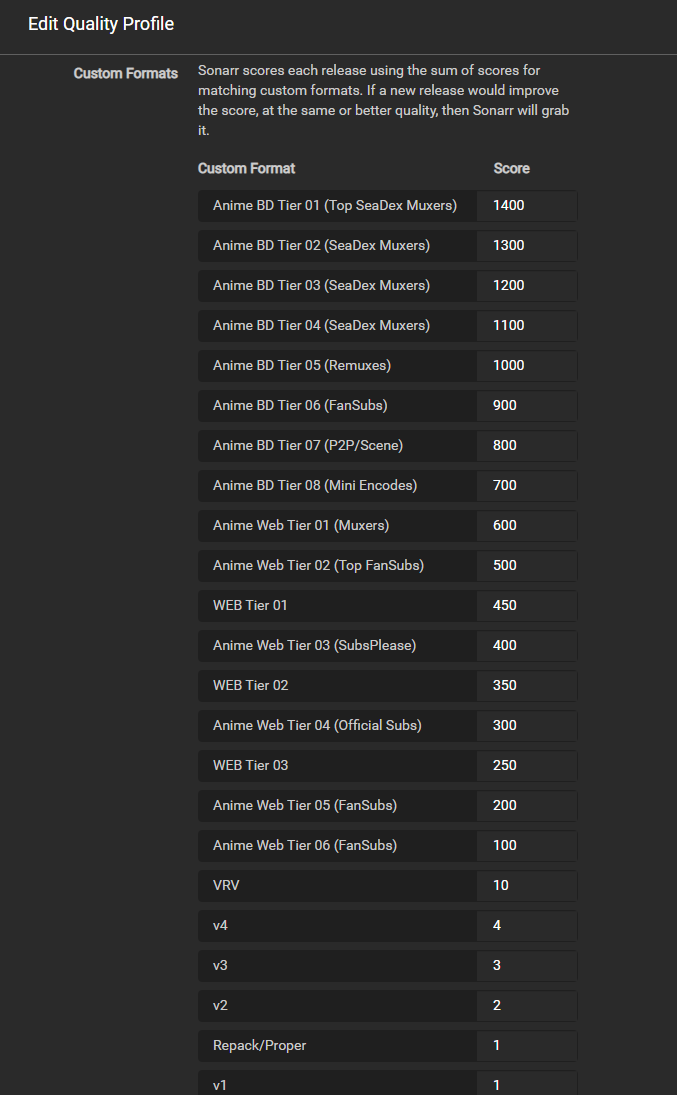 Edit Quality Profile
Custom Formats
Sonarr scores each release using the sum of scores for
matching custom formats. If a new release would improve
the score, at the same or better quality, then Sonarr will grab
it.
Custom Format Score
Anime BD Tier 01 (Top SeaDex Muxers) 1400
Anime BD Tier 02 (SeaDex Muxers) 1300
Anime BD Tier 03 (SeaDex Muxers) 1200
Anime BD Tier 04 (SeaDex Muxers) 1100
Anime BD Tier 05 (Remuxes) 1000
Anime BD Tier 06 (FanSubs) 900
Anime BD Tier 07 (P2P/Scene) 800
Anime BD Tier 08 (Mini Encodes) 700
Anime Web Tier 01 (Muxers) 600
Anime Web Tier 02 (Top FanSubs) 500
WEB Tier 01 450
Anime Web Tier 03 (SubsPlease) 400
WEB Tier 02 350
Anime Web Tier 04 (Official Subs) 300
WEB Tier 03 250
Anime Web Tier 05 (FanSubs) 200
Anime Web Tier 06 (FanSubs) 100
VRV 10
v4 4
v3 3
v2 2
Repack/Proper 1
v1 1